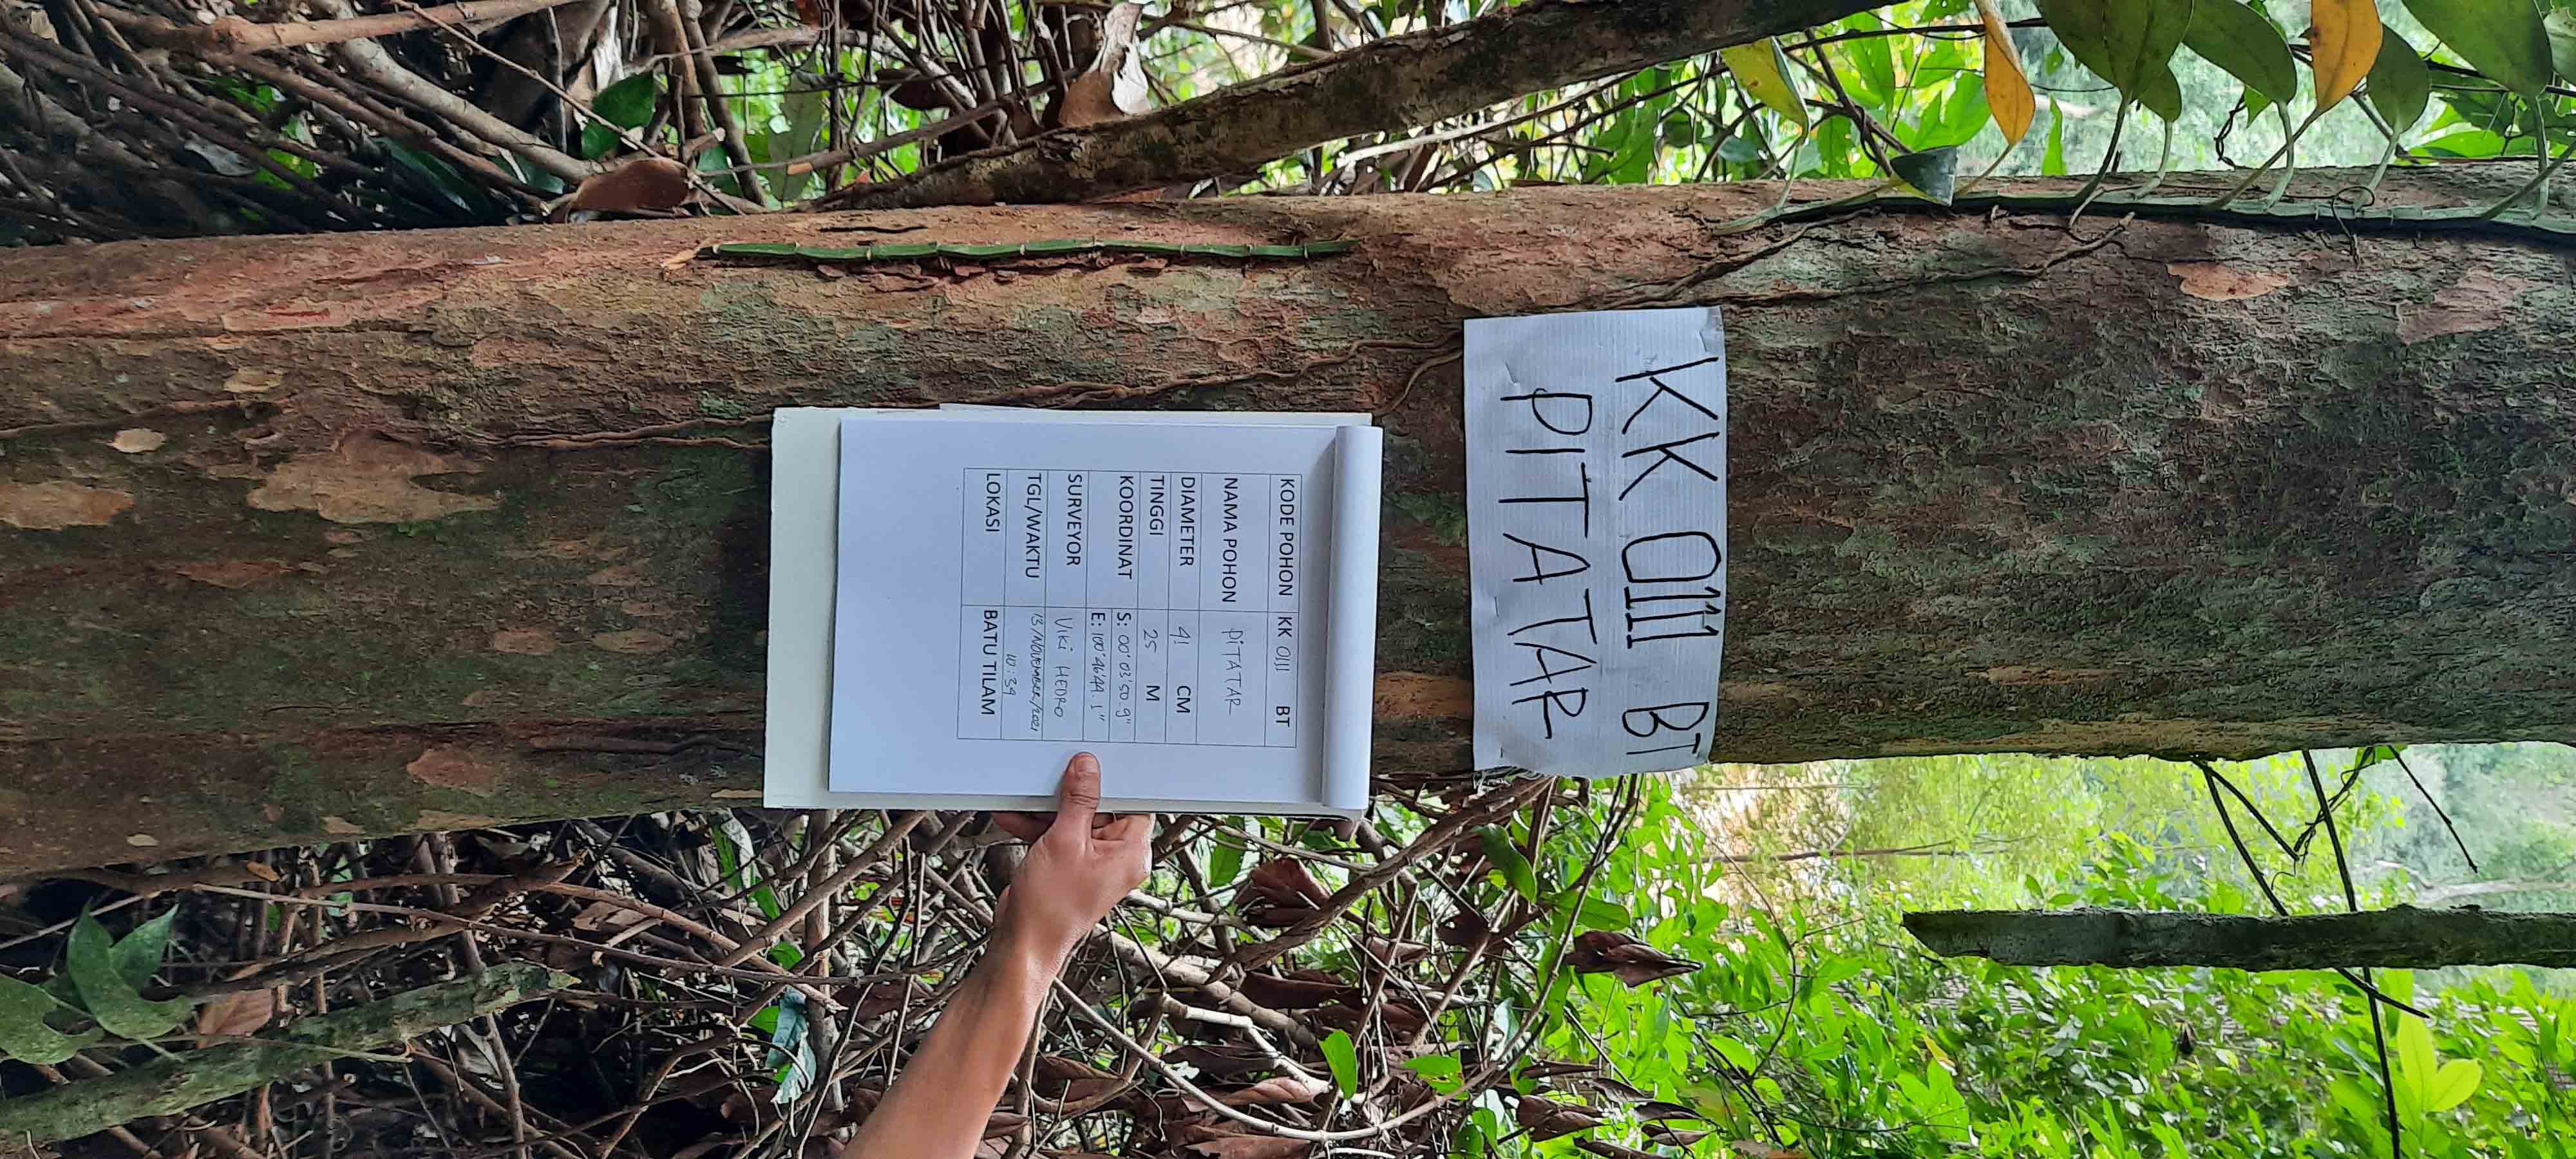 KK 0111 BT
PITATAR
KODE POHON KK 0111 BT
NAMA POHON PITATAR
DIAMETER 41 CM
TINGGI 25 M
KOORDINAT S: 00° 03' 50.9"
E: 100° 46' 49.1"
SURVEYOR VIKI HEDRO
TGL/WAKTU 13/NOVEMBER/2021
10:39
LOKASI BATU TILAM